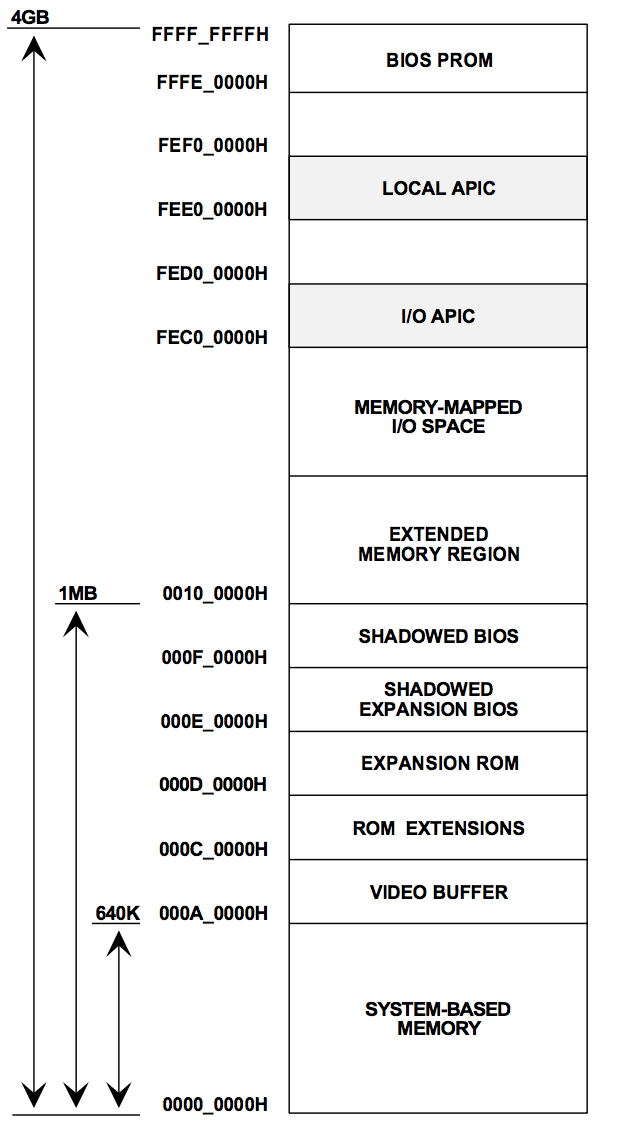 4GB
FFFF_FFFFH
BIOS PROM
FFFE_0000H
FEF0_0000H
LOCAL APIC
FEE0_0000H
FED0_0000H
I/O APIC
FEC0_0000H
MEMORY-MAPPED
I/O SPACE
EXTENDED
MEMORY REGION
1MB
0010_0000H
SHADOWED BIOS
000F_0000H
SHADOWED
EXPANSION BIOS
000E_0000H
EXPANSION ROM
000D_0000H
ROM EXTENSIONS
000C_0000H
VIDEO BUFFER
640K
000A_0000H
SYSTEM-BASED
MEMORY
0000_0000H